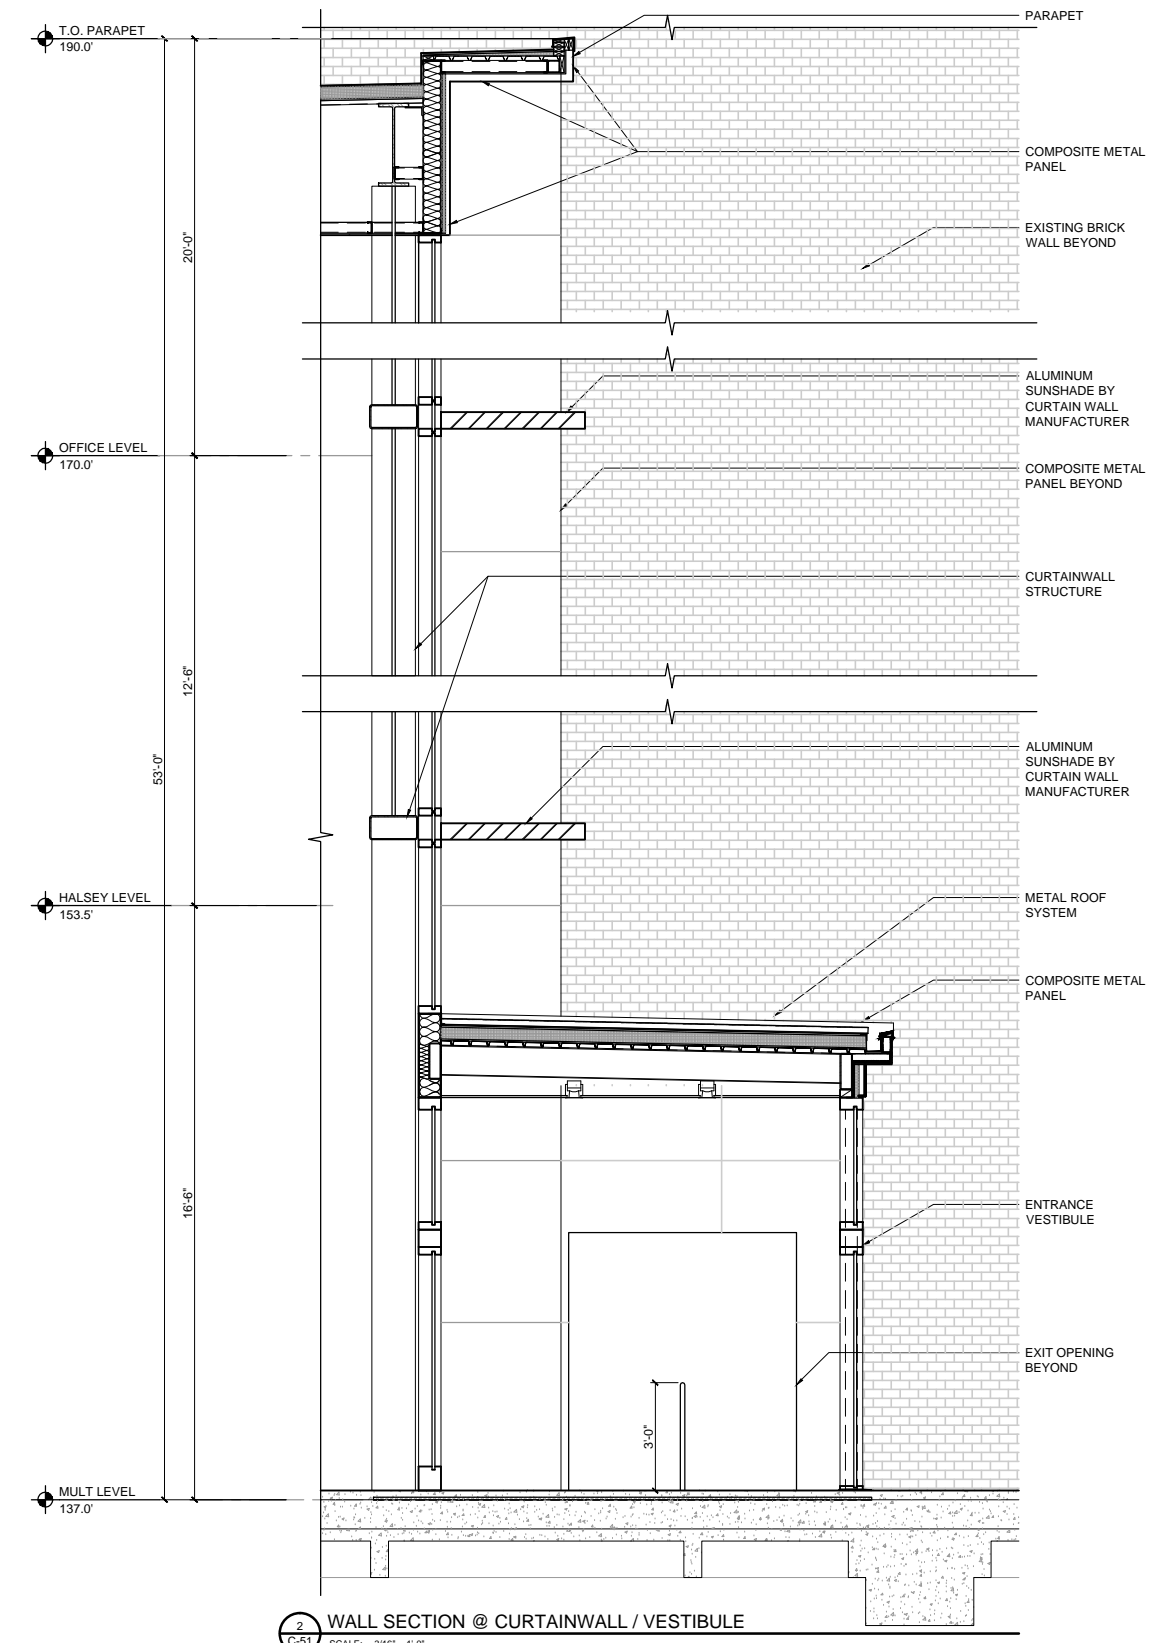 T.O. PARAPET
190.0'
PARAPET
COMPOSITE METAL
PANEL
EXISTING BRICK
WALL BEYOND
20'-0"
ALUMINUM
SUNSHADE BY
CURTAIN WALL
MANUFACTURER
OFFICE LEVEL
170.0'
COMPOSITE METAL
PANEL BEYOND
CURTAINWALL
STRUCTURE
12'-6"
53'-0"
ALUMINUM
SUNSHADE BY
CURTAIN WALL
MANUFACTURER
HALSEY LEVEL
153.5'
METAL ROOF
SYSTEM
COMPOSITE METAL
PANEL
16'-6"
ENTRANCE
VESTIBULE
EXIT OPENING
BEYOND
3'-0"
MULT LEVEL
137.0'
2
C-51
WALL SECTION @ CURTAINWALL / VESTIBULE